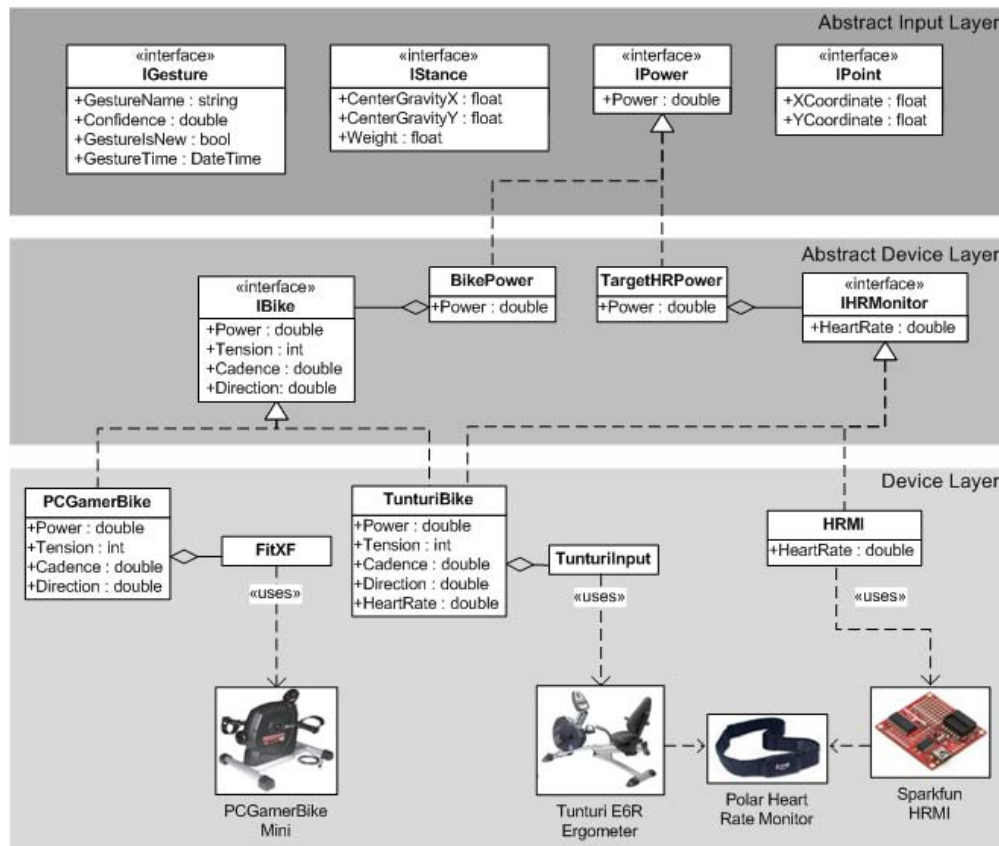 Abstract Input Layer
«interface»
IGesture
+GestureName : string
+Confidence : double
+GestureIsNew : bool
+GestureTime : DateTime
«interface»
IStance
+CenterGravityX : float
+CenterGravityY : float
+Weight : float
«interface»
IPower
+Power : double
«interface»
IPoint
+XCoordinate : float
+YCoordinate : float
Abstract Device Layer
«interface»
IBike
+Power : double
+Tension : int
+Cadence : double
+Direction: double
BikePower
+Power : double
TargetHRPower
+Power : double
«interface»
IHRMonitor
+HeartRate : double
Device Layer
PCGamerBike
+Power : double
+Tension : int
+Cadence : double
+Direction : double
FitXF
«uses»
TunturiBike
+Power : double
+Tension : int
+Cadence : double
+Direction : double
+HeartRate : double
TunturiInput
«uses»
HRMI
+HeartRate : double
«uses»
PCGamerBike
Mini
Tunturi E6R
Ergometer
Polar Heart
Rate Monitor
Sparkfun
HRMI